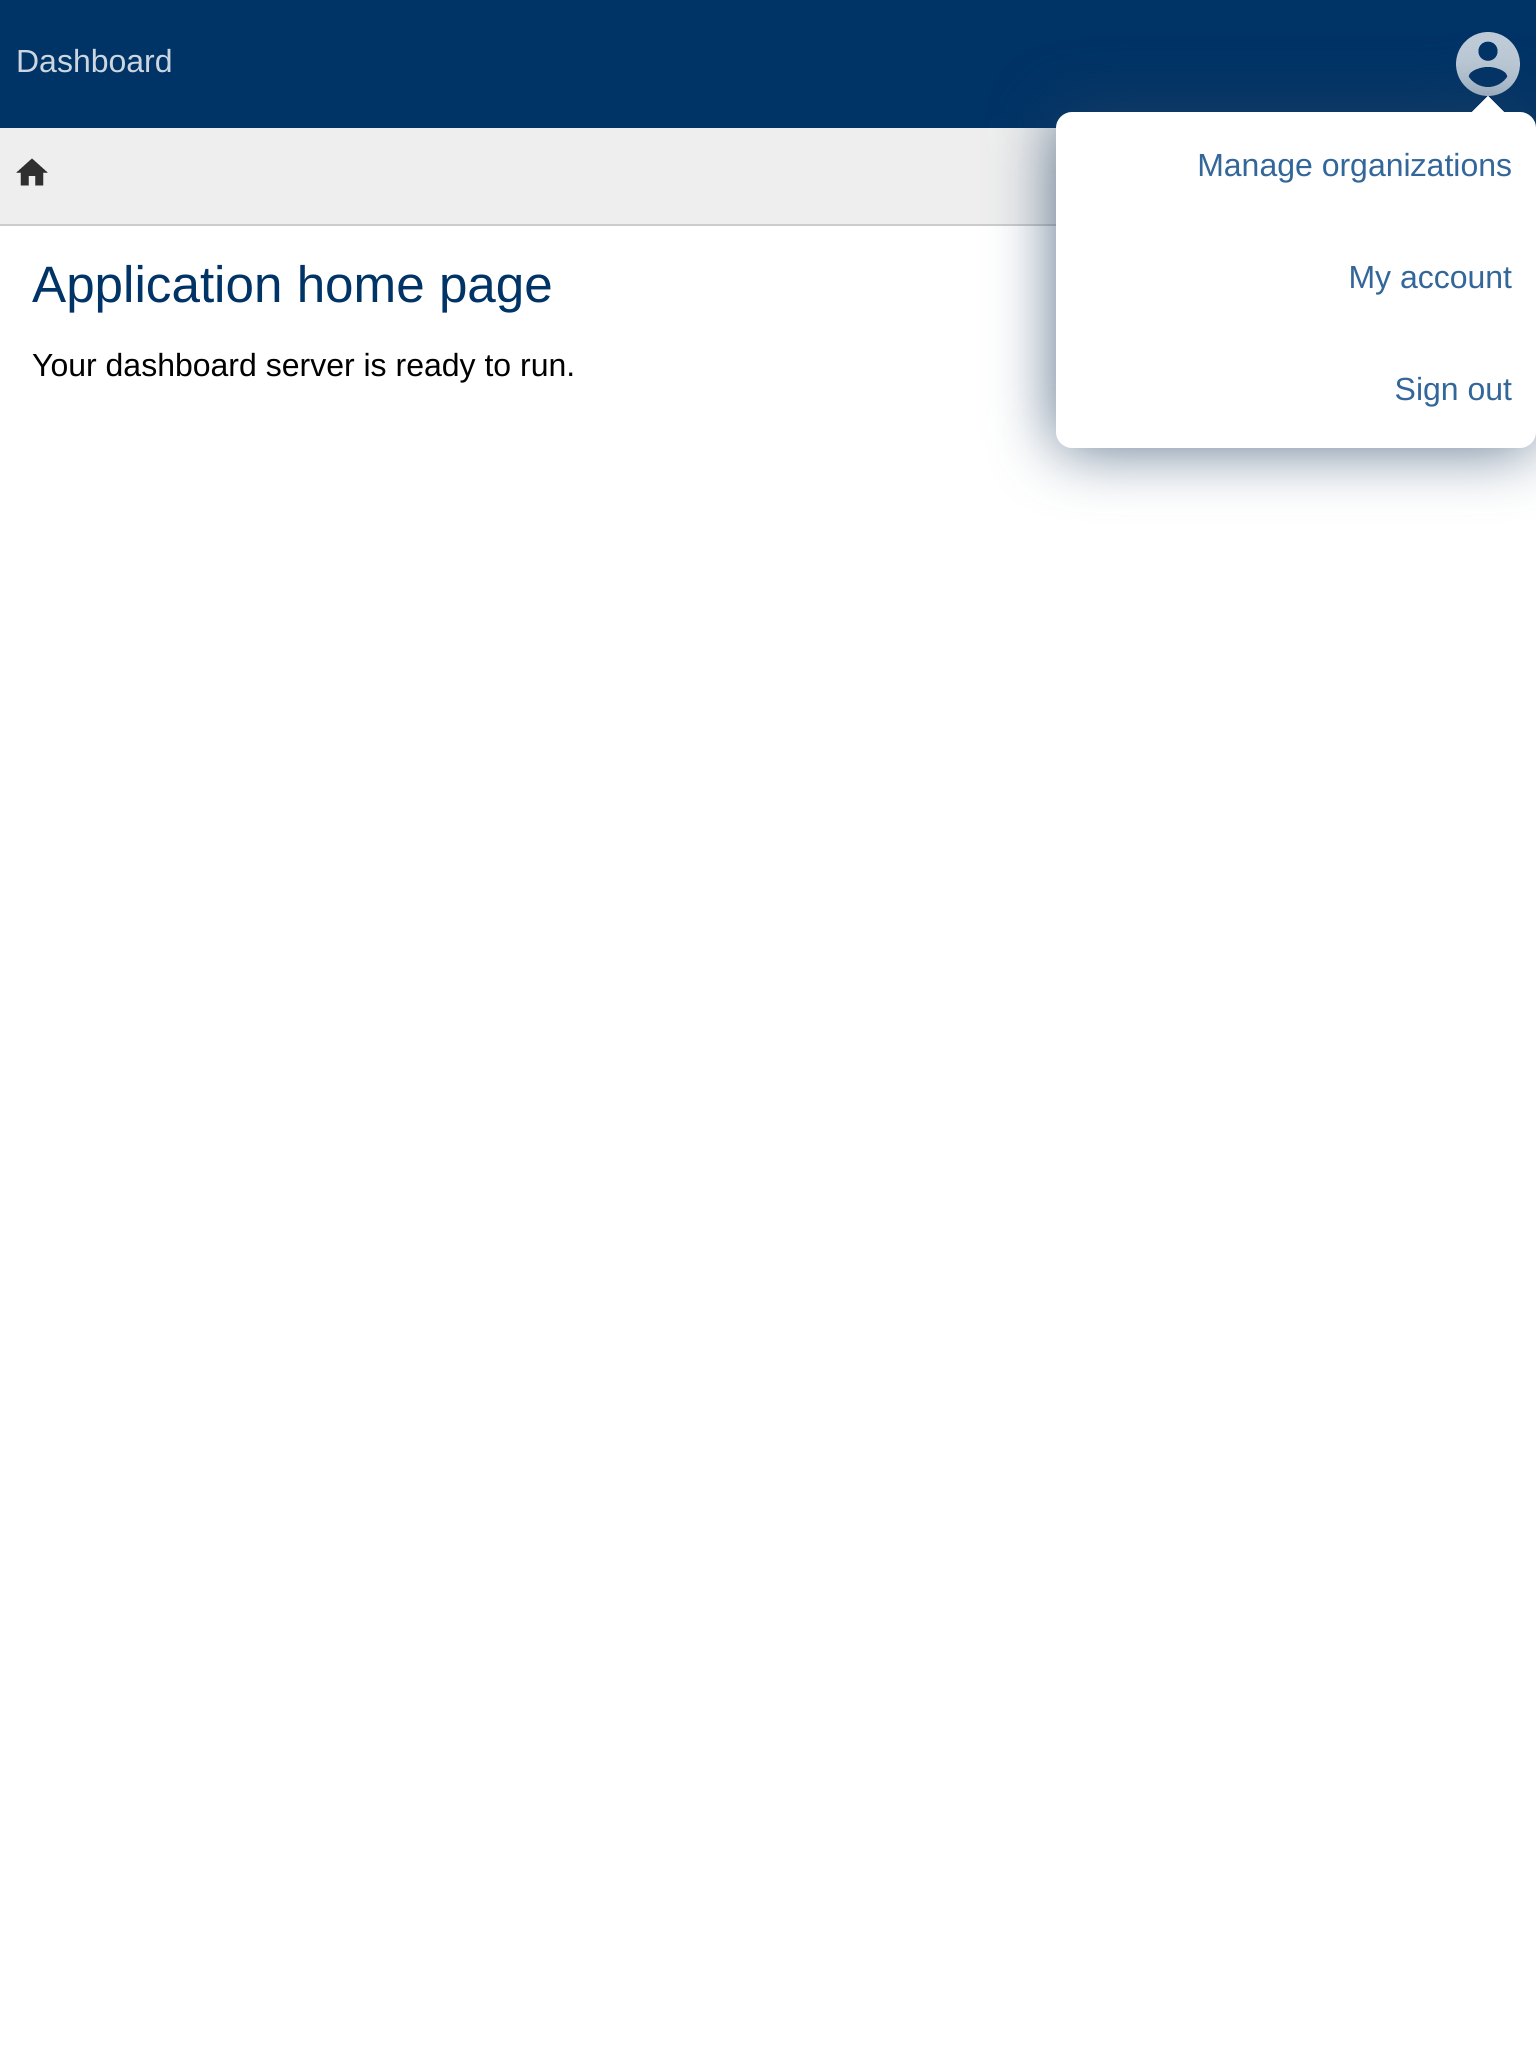 Dashboard
Manage organizations
My account
Sign out
Application home page
Your dashboard server is ready to run.